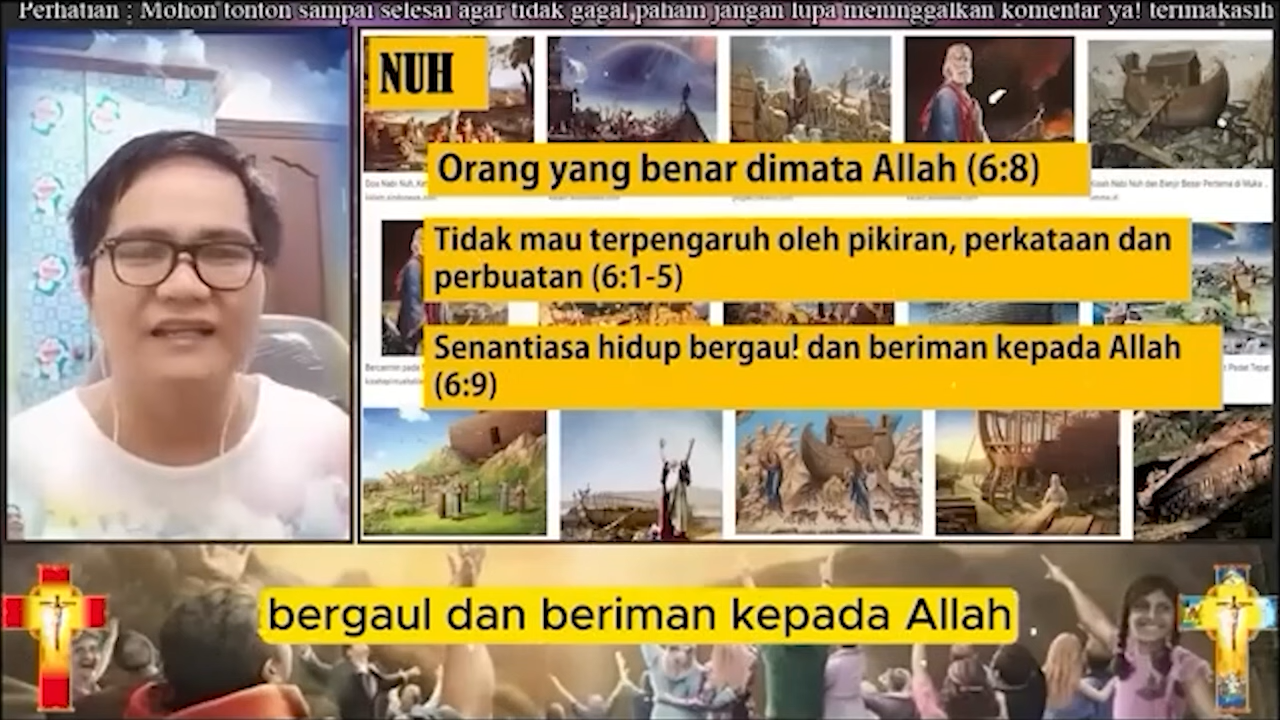 Perhatian : Mohon tonton sampai selesai agar tidak gagal paham jangan lupa meninggalkan komentar ya! terimakasih
NUH
Orang yang benar dimata Allah (6:8)
Tidak mau terpengaruh oleh pikiran, perkataan dan
perbuatan (6:1-5)
Senantiasa hidup bergaul dan beriman kepada Allah
(6:9)
bergaul dan beriman kepada Allah